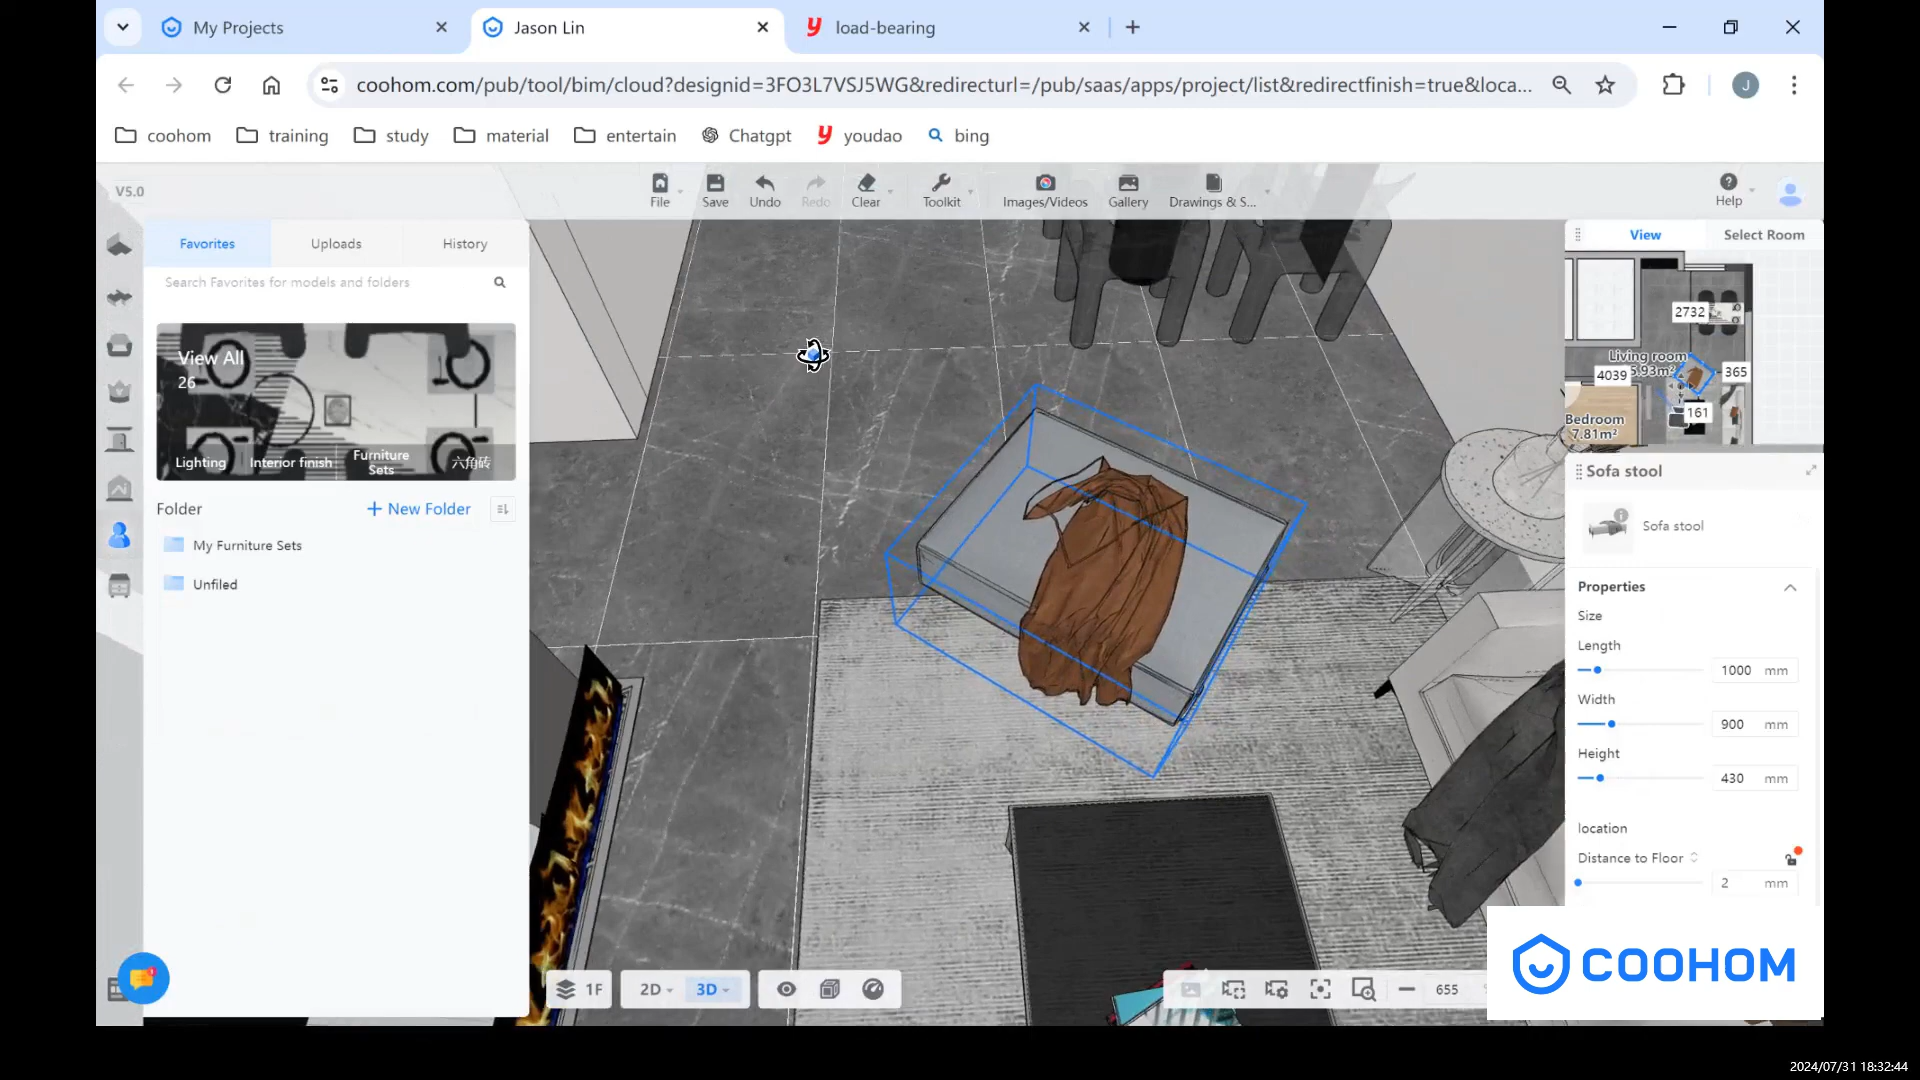 My Projects
Jason Lin
load-bearing
coohom.com/pub/tool/bim/cloud?designid=3FO3L7VSJ5WG&redirecturl=/pub/saas/apps/project/list&redirectfinish=true&loca...
J
coohom
training
study
material
entertain
Chatgpt
youdao
bing
V5.0
File
Save
Undo
Redo
Clear
Toolkit
Images/Videos
Gallery
Drawings & S...
Help
Favorites
Uploads
History
Search Favorites for models and folders
View All
26
Lighting
Interior finish
Furniture Sets
六角砖
Folder
+ New Folder
My Furniture Sets
Unfiled
View
Select Room
2732
Living room
5.93m²
4039
365
161
Bedroom
7.81m²
Sofa stool
Sofa stool
Properties
Size
Length
1000 mm
Width
900 mm
Height
430 mm
location
Distance to Floor
2 mm
1F
2D
3D
655
COOHOM
2024/07/31 18:32:44